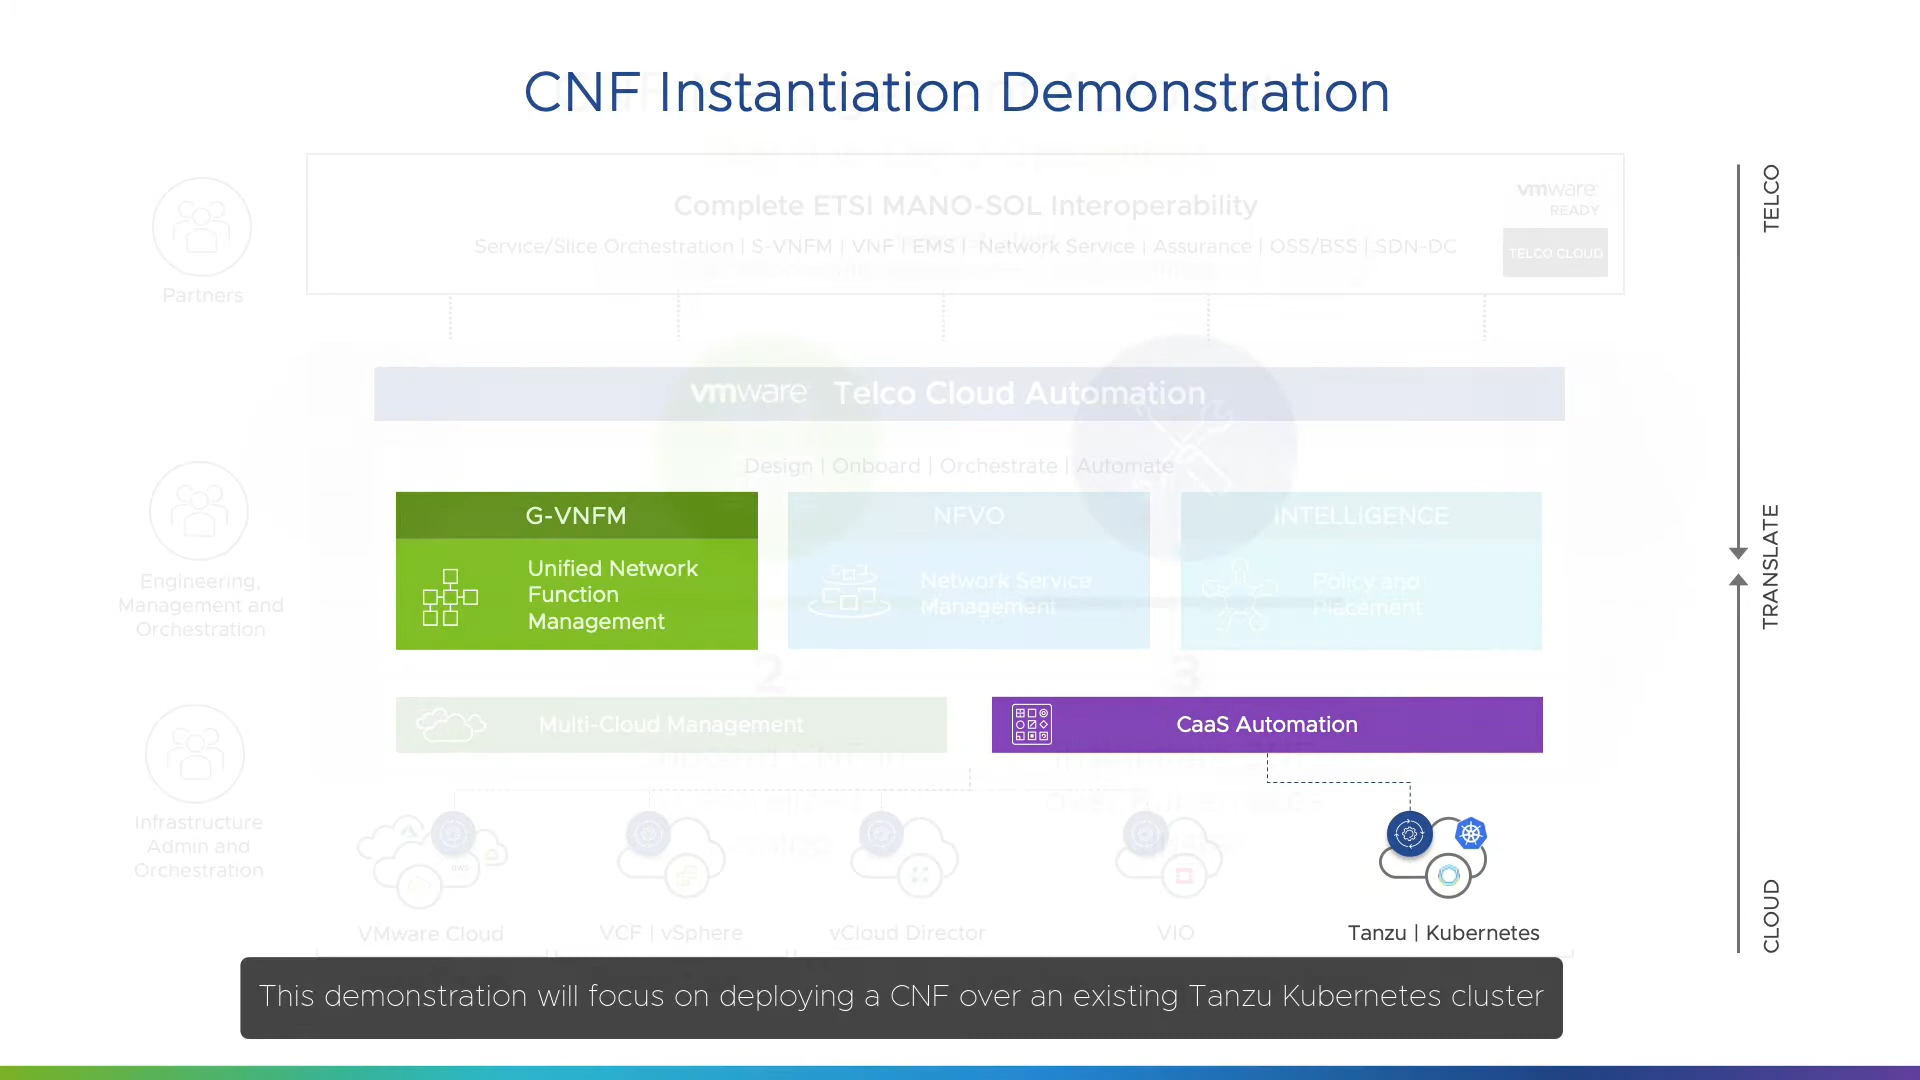 CNF Instantiation Demonstration
Complete ETSI MANO-SOL Interoperability
Service/Slice Orchestration | S-VNFM | VNF | EMS | Network Service | Assurance | OSS/BSS | SDN-DC
vmware
READY
TELCO CLOUD
Partners
TELCO
vmware Telco Cloud Automation
Design | Onboard | Orchestrate | Automate
G-VNFM
Unified Network
Function
Management
NFVO
Network Service
Management
INTELLIGENCE
Policy and
Placement
Engineering,
Management and
Orchestration
TRANSLATE
2
3
Multi-Cloud Management
CaaS Automation
Infrastructure
Admin and
Orchestration
aws
VMware Cloud
VCF | vSphere
vCloud Director
VIO
Tanzu | Kubernetes
CLOUD
This demonstration will focus on deploying a CNF over an existing Tanzu Kubernetes cluster